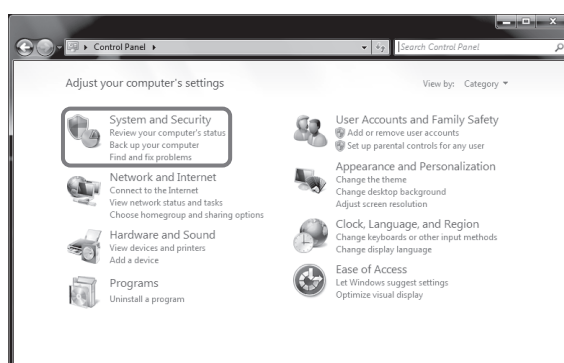 Control Panel
Search Control Panel
Adjust your computer's settings
View by: Category
System and Security
Review your computer's status
Back up your computer
Find and fix problems
Network and Internet
Connect to the Internet
View network status and tasks
Choose homegroup and sharing options
Hardware and Sound
View devices and printers
Add a device
Programs
Uninstall a program
User Accounts and Family Safety
Add or remove user accounts
Set up parental controls for any user
Appearance and Personalization
Change the theme
Change desktop background
Adjust screen resolution
Clock, Language, and Region
Change keyboards or other input methods
Change display language
Ease of Access
Let Windows suggest settings
Optimize visual display